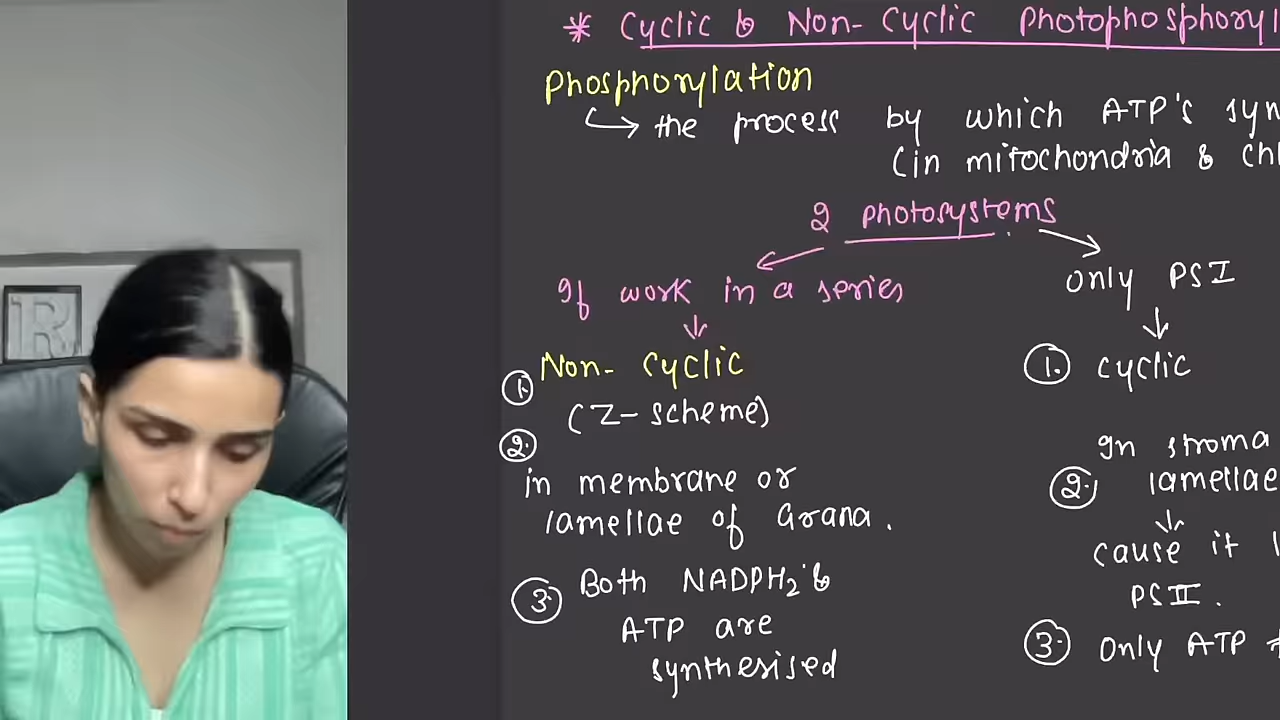 * Cyclic & Non-Cyclic Photophosphoryl
Phosphorylation
↳ the process by which ATP's syn
(in mitochondria & chl
2 photosystems
If work in a series
↓
1. Non-Cyclic
(Z-scheme)
2. in membrane or
lamellae of Grana.
3. Both NADPH₂ &
ATP are
synthesised
only PSI
↓
1. cyclic
2. In stroma
lamellae
↓
cause it l
PSII.
3. Only ATP
R